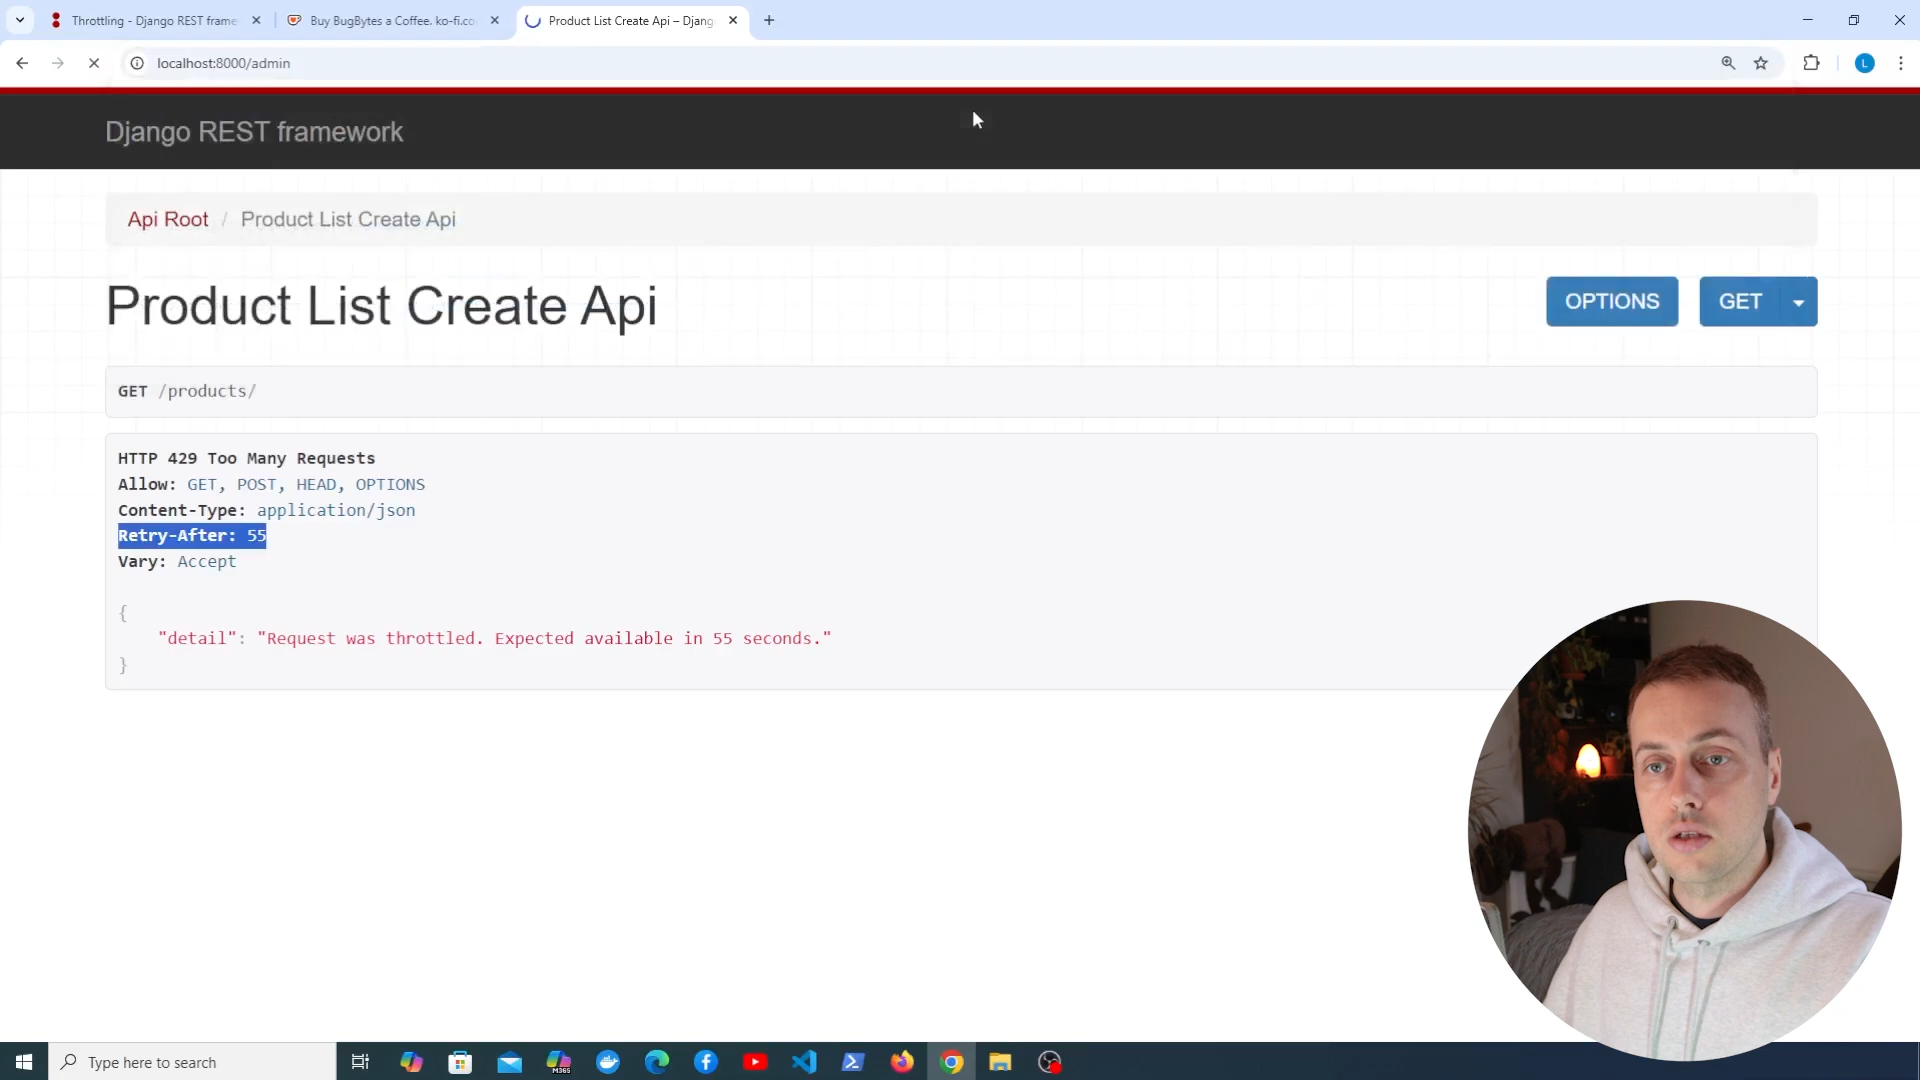 Throttling - Django REST frame
Buy BugBytes a Coffee. ko-fi.co
Product List Create Api – Djang
localhost:8000/admin
L
Django REST framework
Api Root / Product List Create Api
Product List Create Api
OPTIONS
GET
GET /products/
HTTP 429 Too Many Requests
Allow: GET, POST, HEAD, OPTIONS
Content-Type: application/json
Retry-After: 55
Vary: Accept
{
"detail": "Request was throttled. Expected available in 55 seconds."
}
Type here to search
M365